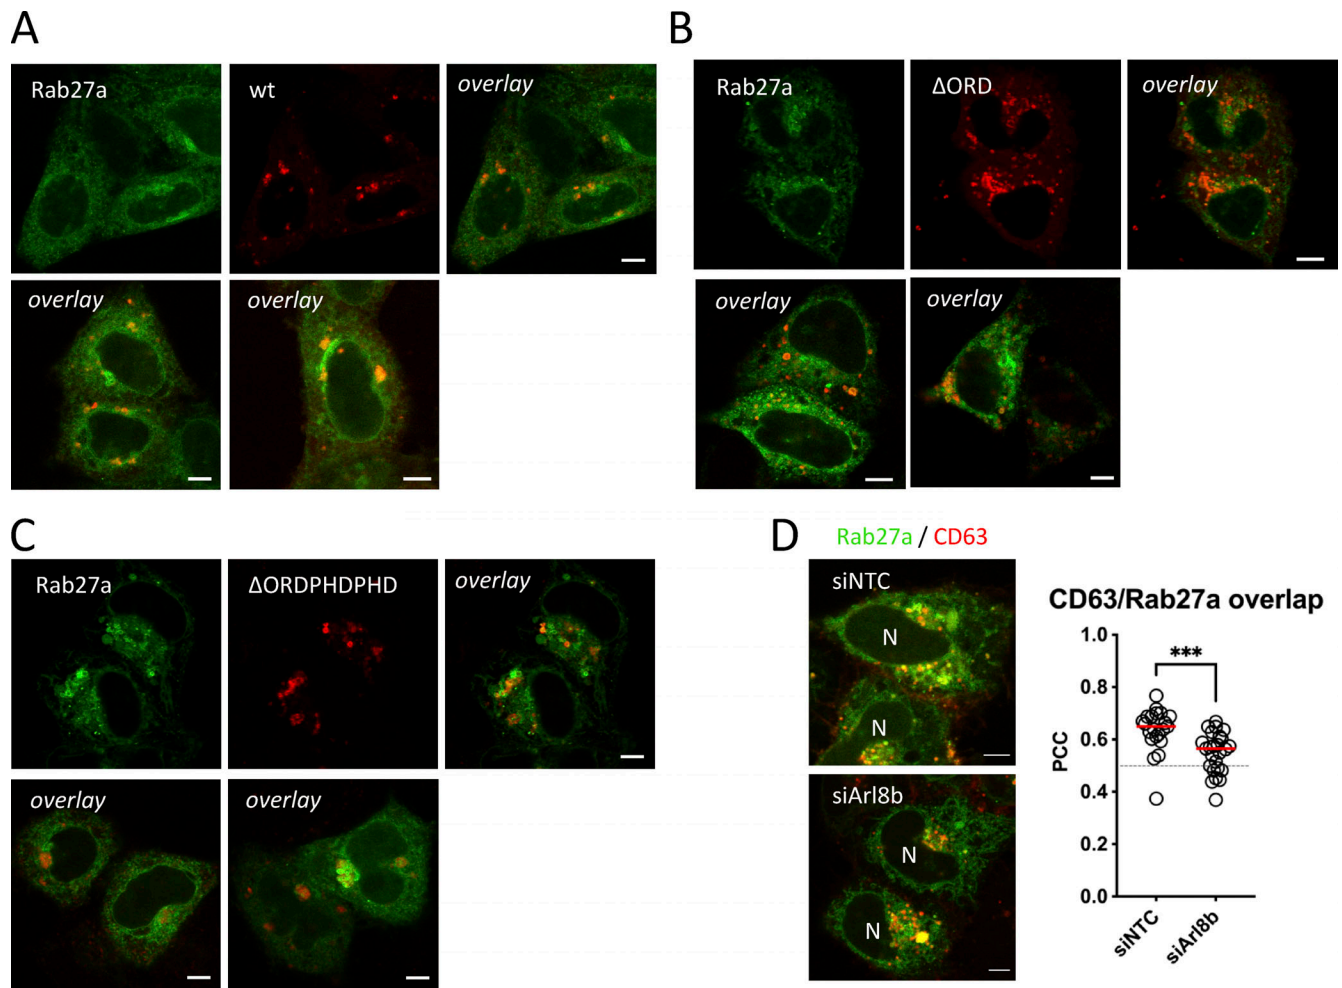 A
Rab27a
wt
overlay
overlay
overlay
B
Rab27a
ΔORD
overlay
overlay
overlay
C
Rab27a
ΔORDPHDPHD
overlay
overlay
overlay
D
Rab27a / CD63
siNTC
N
N
siArl8b
N
N
CD63/Rab27a overlap
***
PCC
1.0
0.8
0.6
0.4
0.2
0.0
siNTC
siArl8b